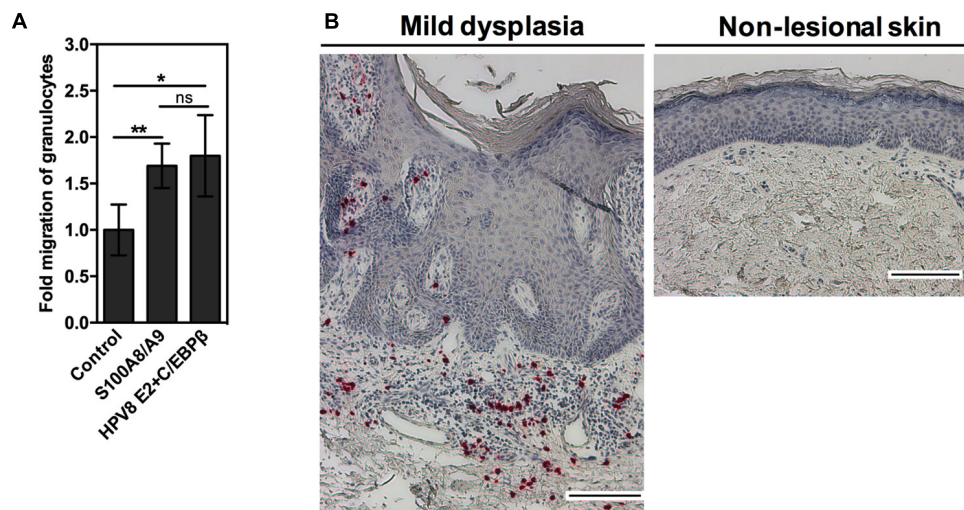 A
Fold migration of granulocytes
3.0
2.5
2.0
1.5
1.0
0.5
0.0
*
ns
**
Control
S100A8/A9
HPV8 E2+C/EBPβ
B
Mild dysplasia
Non-lesional skin